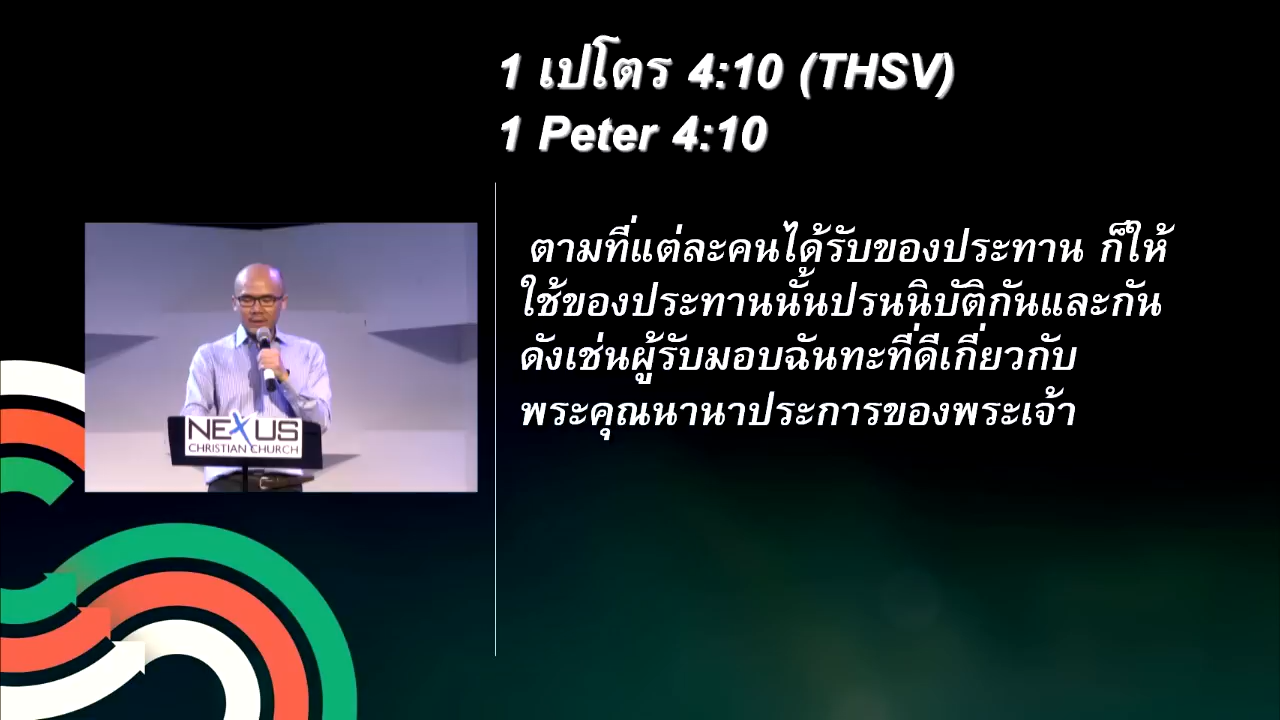 1 เปโตร 4:10 (THSV)
1 Peter 4:10
ตามที่แต่ละคนได้รับของประทาน ก็ให้
ใช้ของประทานนั้นปรนนิบัติกันและกัน
ดังเช่นผู้รับมอบฉันทะที่ดีเกี่ยวกับ
พระคุณนานาประการของพระเจ้า
NEXUS
CHRISTIAN CHURCH